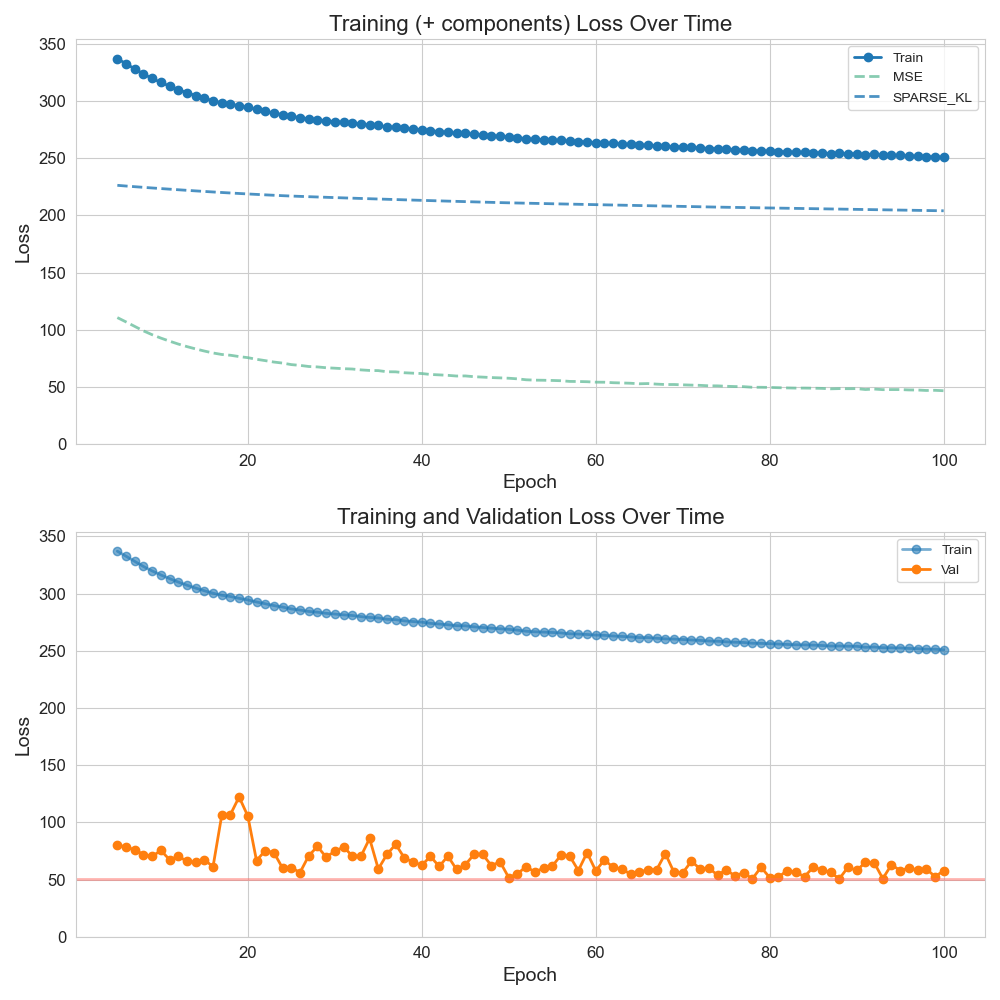 Training (+ components) Loss Over Time
350
300
250
200
150
100
50
0
Loss
Train
MSE
SPARSE_KL
20 40 60 80 100
Epoch
Training and Validation Loss Over Time
350
300
250
200
150
100
50
0
Loss
Train
Val
20 40 60 80 100
Epoch